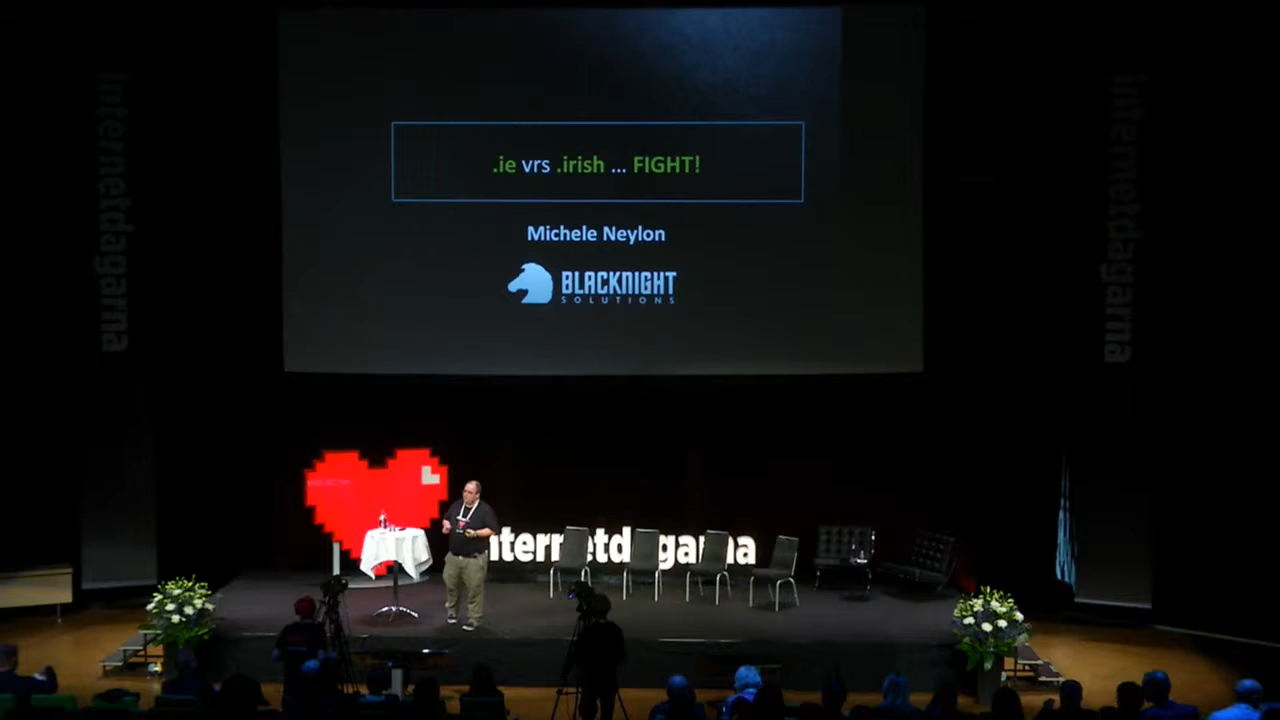 .ie vrs .irish ... FIGHT!
Michele Neylon
BLACKNIGHT
SOLUTIONS
internetdagarna
internetdagarna
internetdagarna